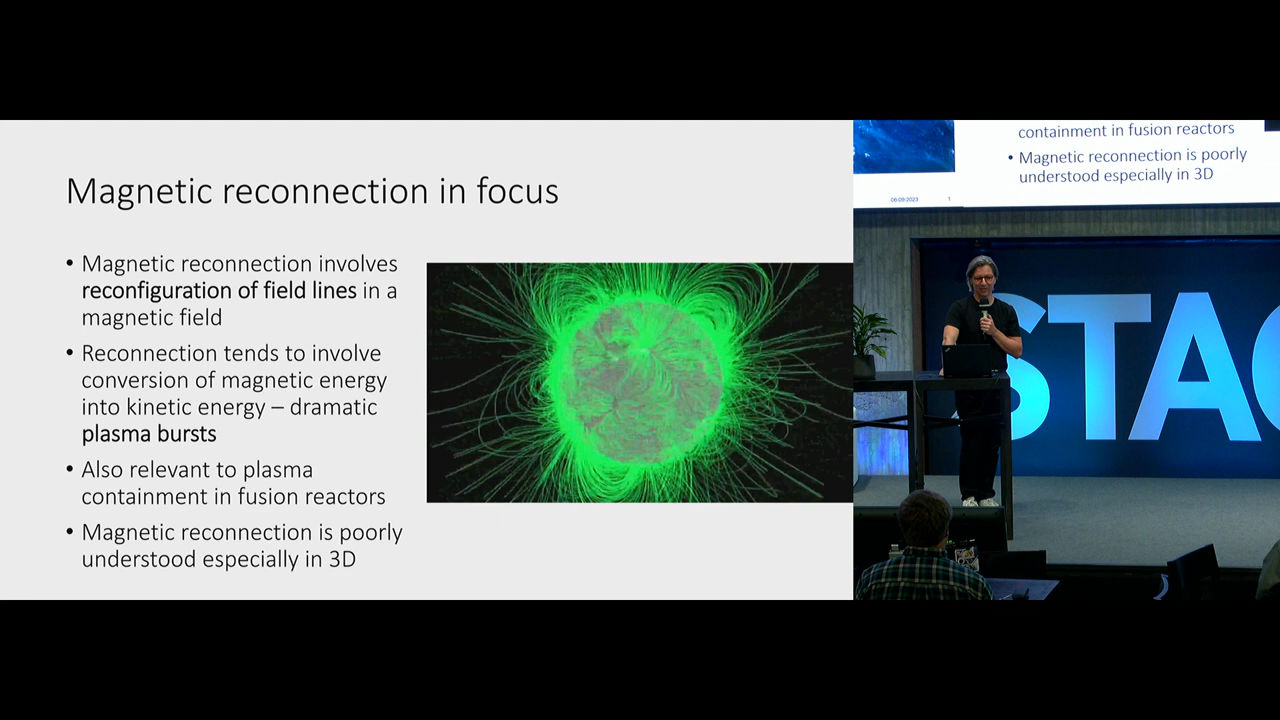 Magnetic reconnection in focus
• Magnetic reconnection involves
reconfiguration of field lines in a
magnetic field
• Reconnection tends to involve
conversion of magnetic energy
into kinetic energy – dramatic
plasma bursts
• Also relevant to plasma
containment in fusion reactors
• Magnetic reconnection is poorly
understood especially in 3D
containment in fusion reactors
• Magnetic reconnection is poorly
understood especially in 3D
06/09/2023 1
STAG